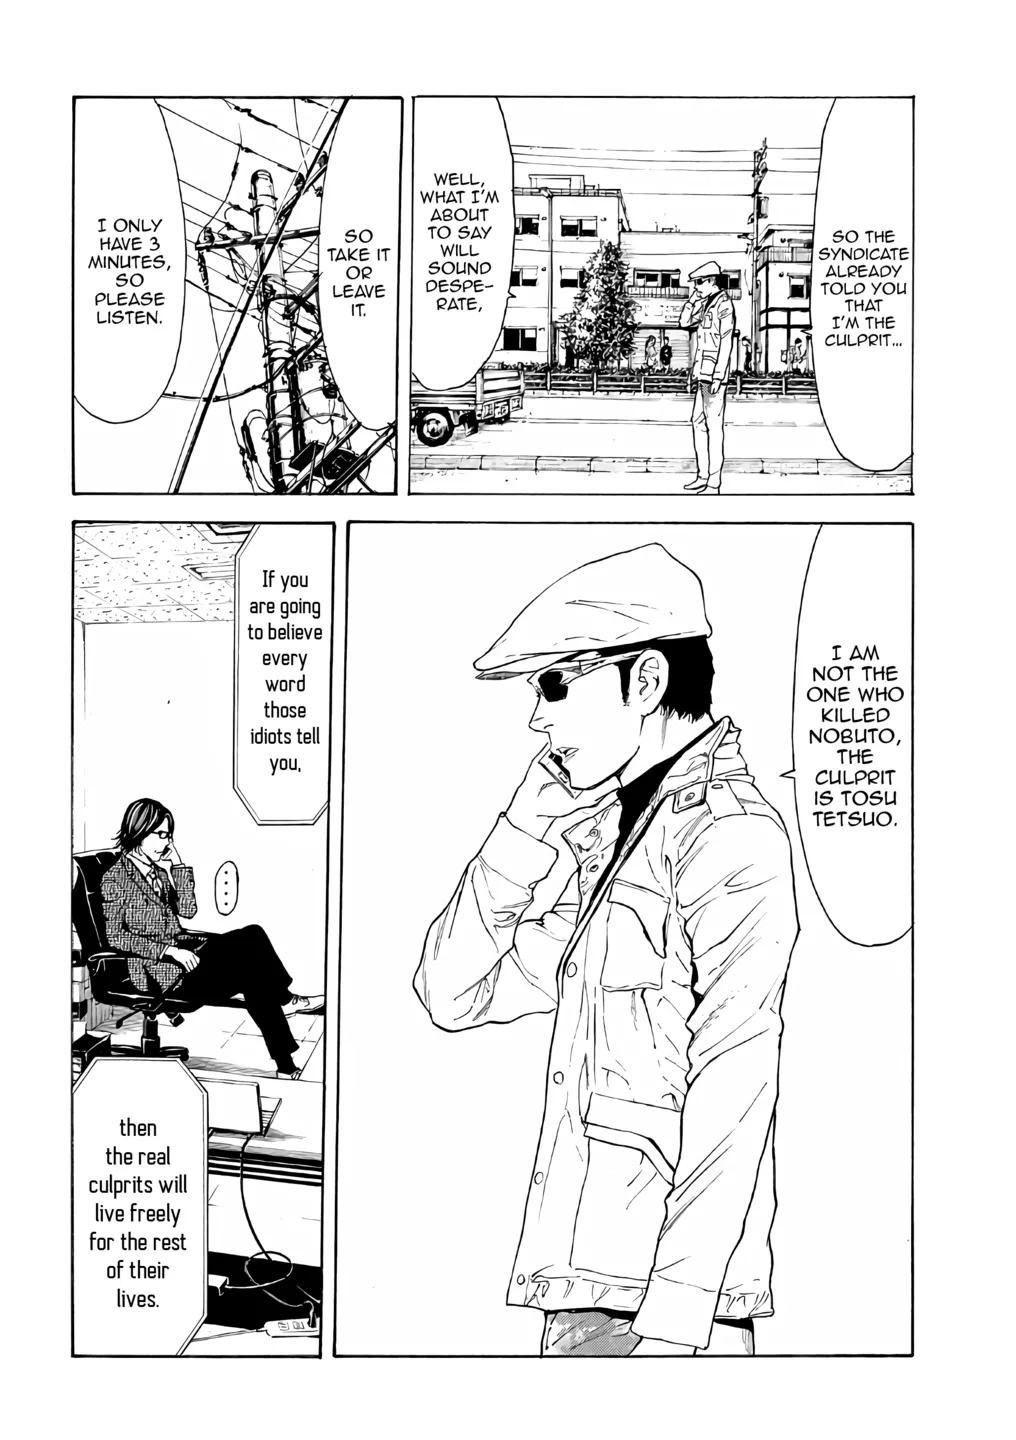 SO THE
SYNDICATE
ALREADY
TOLD YOU
THAT
I'M THE
CULPRIT...
WELL,
WHAT I'M
ABOUT
TO SAY
WILL
SOUND
DESPE-
RATE,
SO
TAKE IT
OR
LEAVE
IT.
I ONLY
HAVE 3
MINUTES,
SO
PLEASE
LISTEN.
I AM
NOT THE
ONE WHO
KILLED
NOBUTO,
THE
CULPRIT
IS TOSU
TETSUO.
If you
are going
to believe
every
word
those
idiots tell
you,
....
then
the real
culprits will
live freely
for the rest
of their
lives.